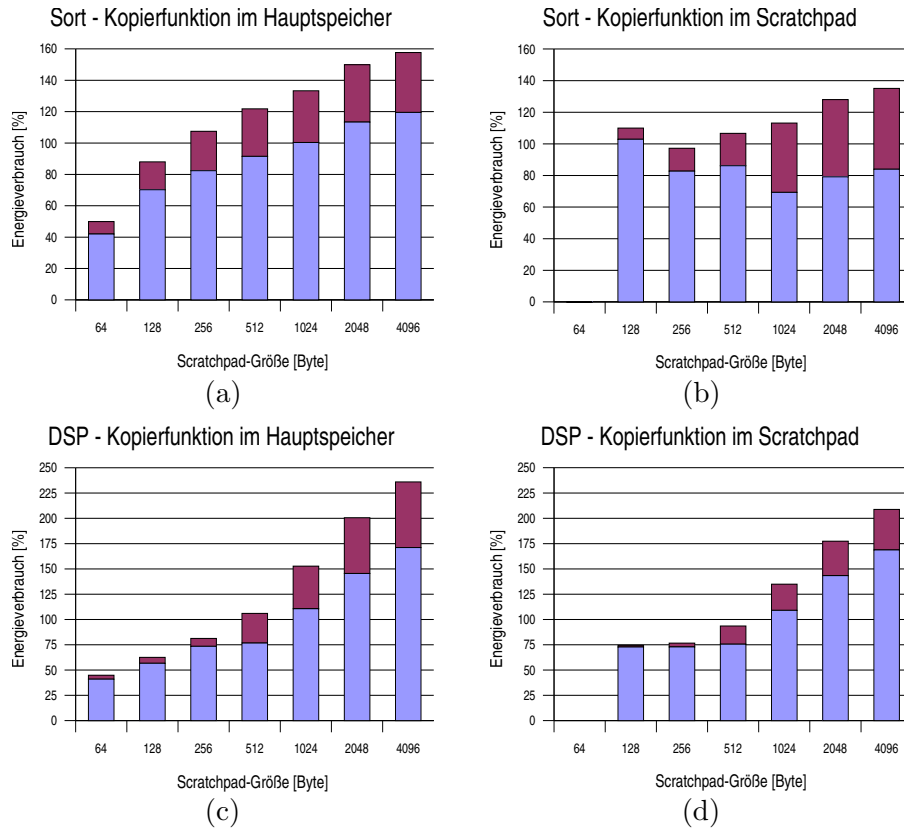 Sort - Kopierfunktion im Hauptspeicher
160
140
120
100
80
60
40
20
0
Energieverbrauch [%]
64 128 256 512 1024 2048 4096
Scratchpad-Größe [Byte]
(a)
Sort - Kopierfunktion im Scratchpad
160
140
120
100
80
60
40
20
0
Energieverbrauch [%]
64 128 256 512 1024 2048 4096
Scratchpad-Größe [Byte]
(b)
DSP - Kopierfunktion im Hauptspeicher
250
225
200
175
150
125
100
75
50
25
0
Energieverbrauch [%]
64 128 256 512 1024 2048 4096
Scratchpad-Größe [Byte]
(c)
DSP - Kopierfunktion im Scratchpad
250
225
200
175
150
125
100
75
50
25
0
Energieverbrauch [%]
64 128 256 512 1024 2048 4096
Scratchpad-Größe [Byte]
(d)